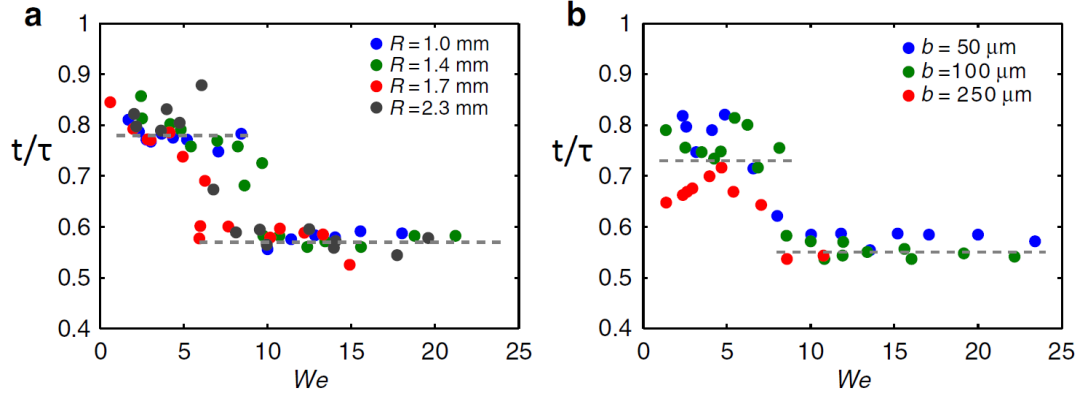 a
1
0.9
0.8
0.7
0.6
0.5
0.4
t/τ
0 5 10 15 20 25
We
R = 1.0 mm
R = 1.4 mm
R = 1.7 mm
R = 2.3 mm
b
1
0.9
0.8
0.7
0.6
0.5
0.4
t/τ
0 5 10 15 20 25
We
b = 50 μm
b = 100 μm
b = 250 μm